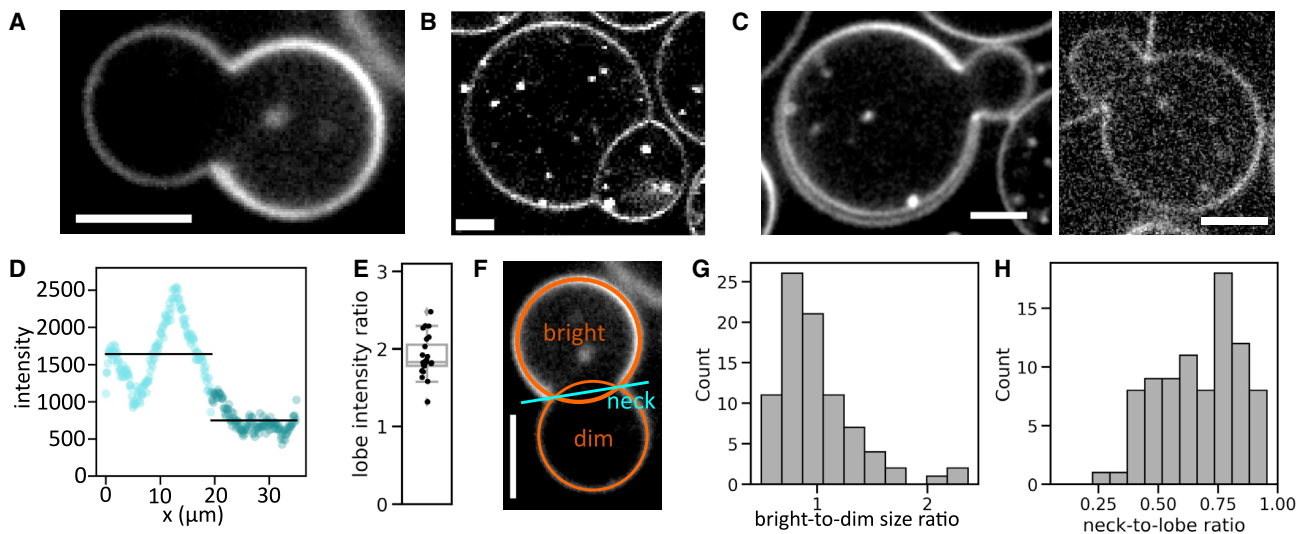 A
B
C
D
intensity
2500
2000
1500
1000
500
0
0 10 20 30
x (μm)
E
lobe intensity ratio
3
2
1
0
F
bright
neck
dim
G
Count
25
20
15
10
5
0
1 2
bright-to-dim size ratio
H
Count
15
10
5
0
0.25 0.50 0.75 1.00
neck-to-lobe ratio